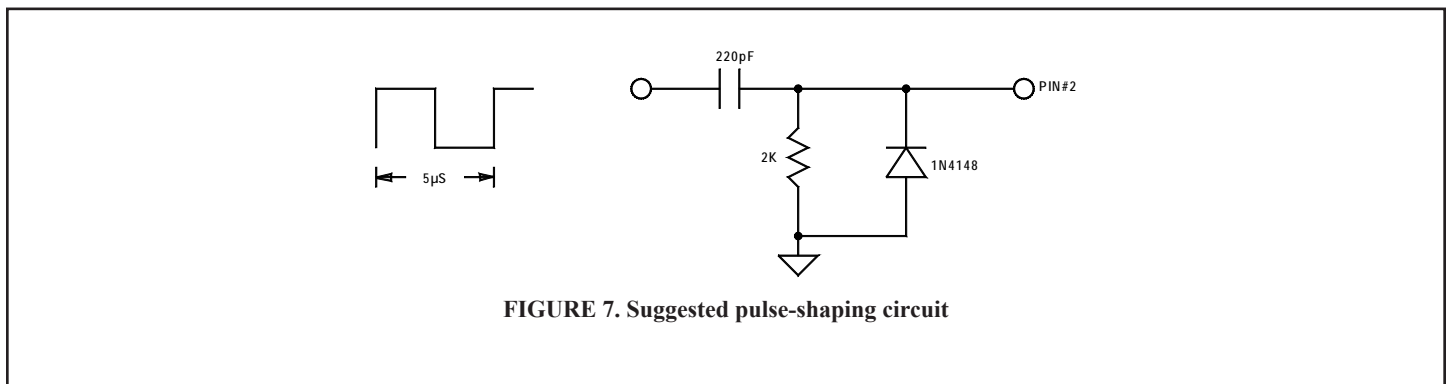 220pF
PIN#2
2K
1N4148
5µS
FIGURE 7. Suggested pulse-shaping circuit